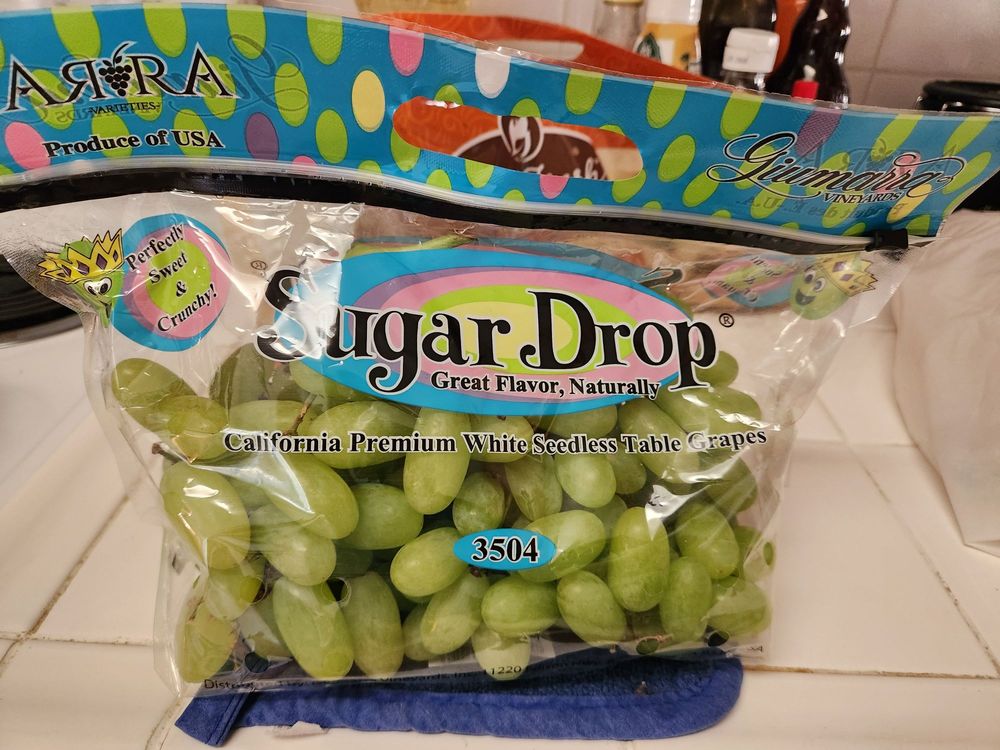 ARRA
-VARIETIES-
Produce of USA
Giumarra
VINEYARDS
Perfectly
Sweet
&
Crunchy!
Sugar Drop®
Great Flavor, Naturally
California Premium White Seedless Table Grapes
3504
1220